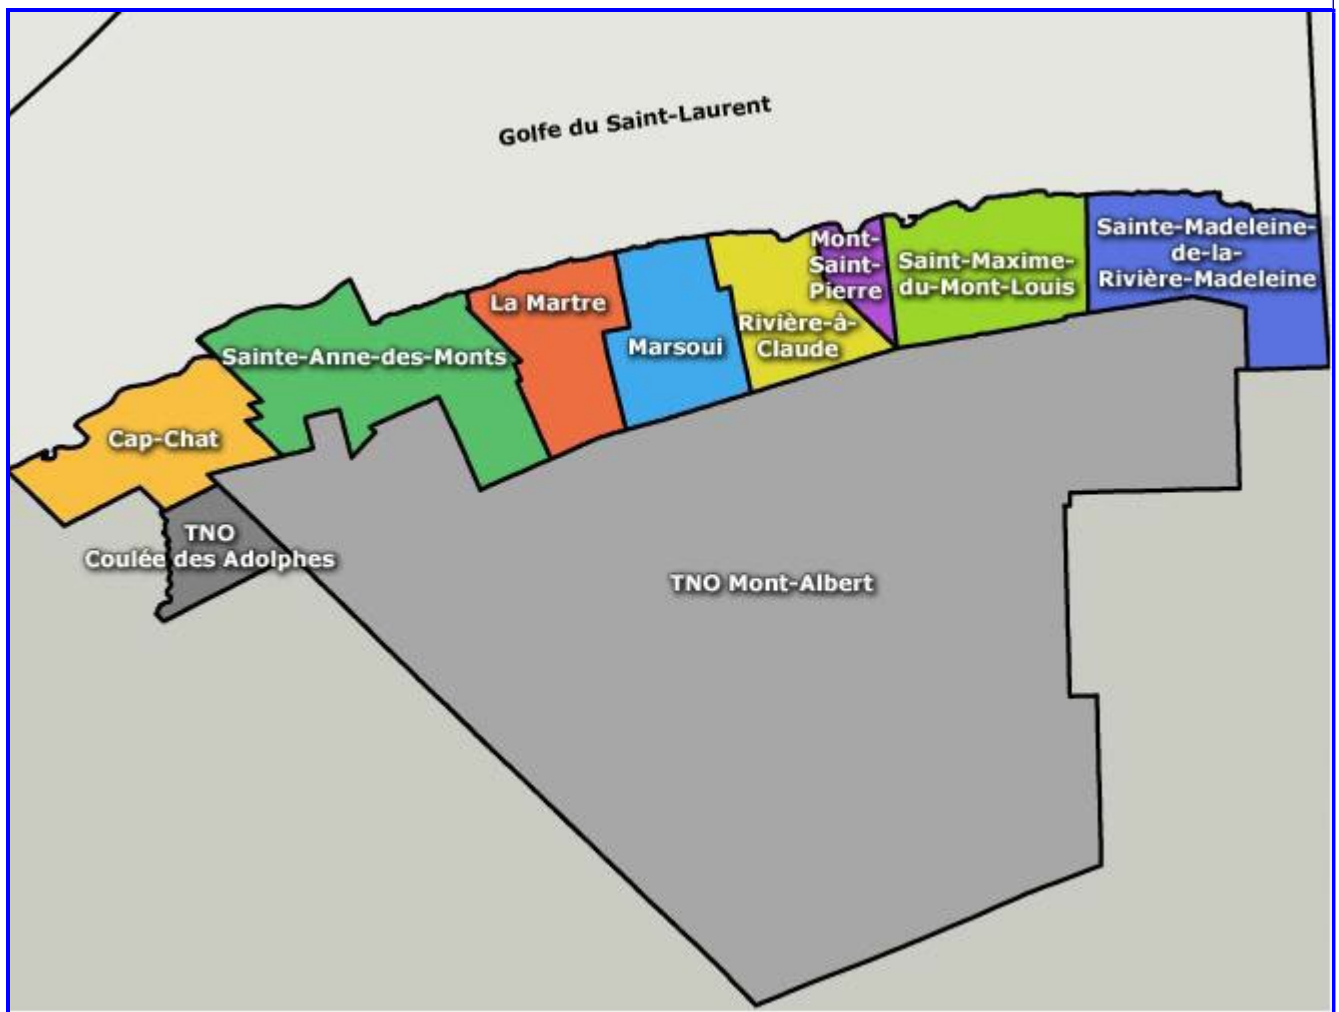 Golfe du Saint-Laurent
Mont-
Saint-
Pierre
Saint-Maxime-
du-Mont-Louis
Sainte-Madeleine-
de-la-
Rivière-Madeleine
La Martre
Marsoui
Rivière-à-
Claude
Sainte-Anne-des-Monts
Cap-Chat
TNO
Coulée des Adolphes
TNO Mont-Albert